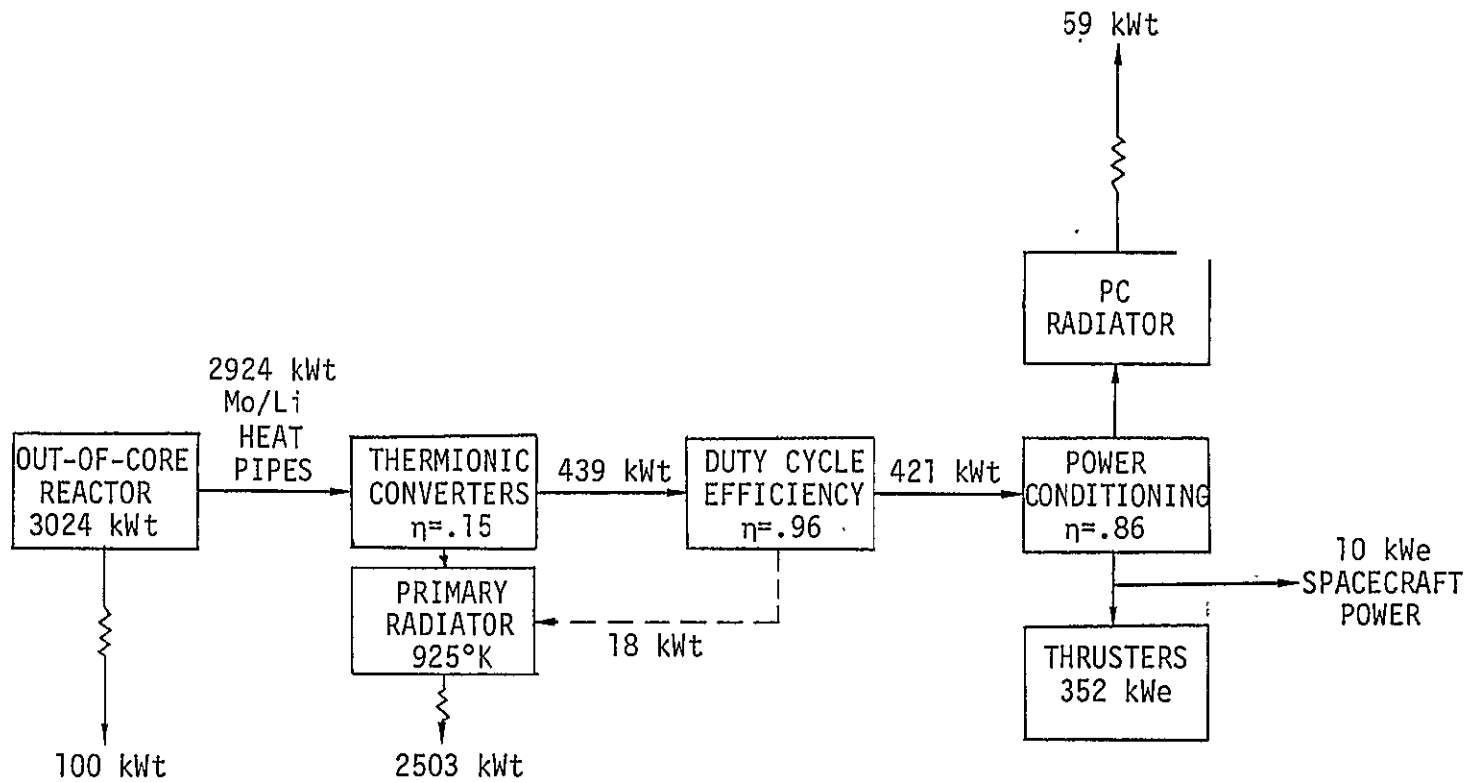 59 kWt
PC
RADIATOR
2924 kWt
Mo/Li
HEAT
PIPES
OUT-OF-CORE
REACTOR
3024 kWt
THERMIONIC
CONVERTERS
η=.15
439 kWt
DUTY CYCLE
EFFICIENCY
η=.96
421 kWt
POWER
CONDITIONING
η=.86
10 kWe
SPACECRAFT
POWER
PRIMARY
RADIATOR
925°K
18 kWt
THRUSTERS
352 kWe
100 kWt
2503 kWt